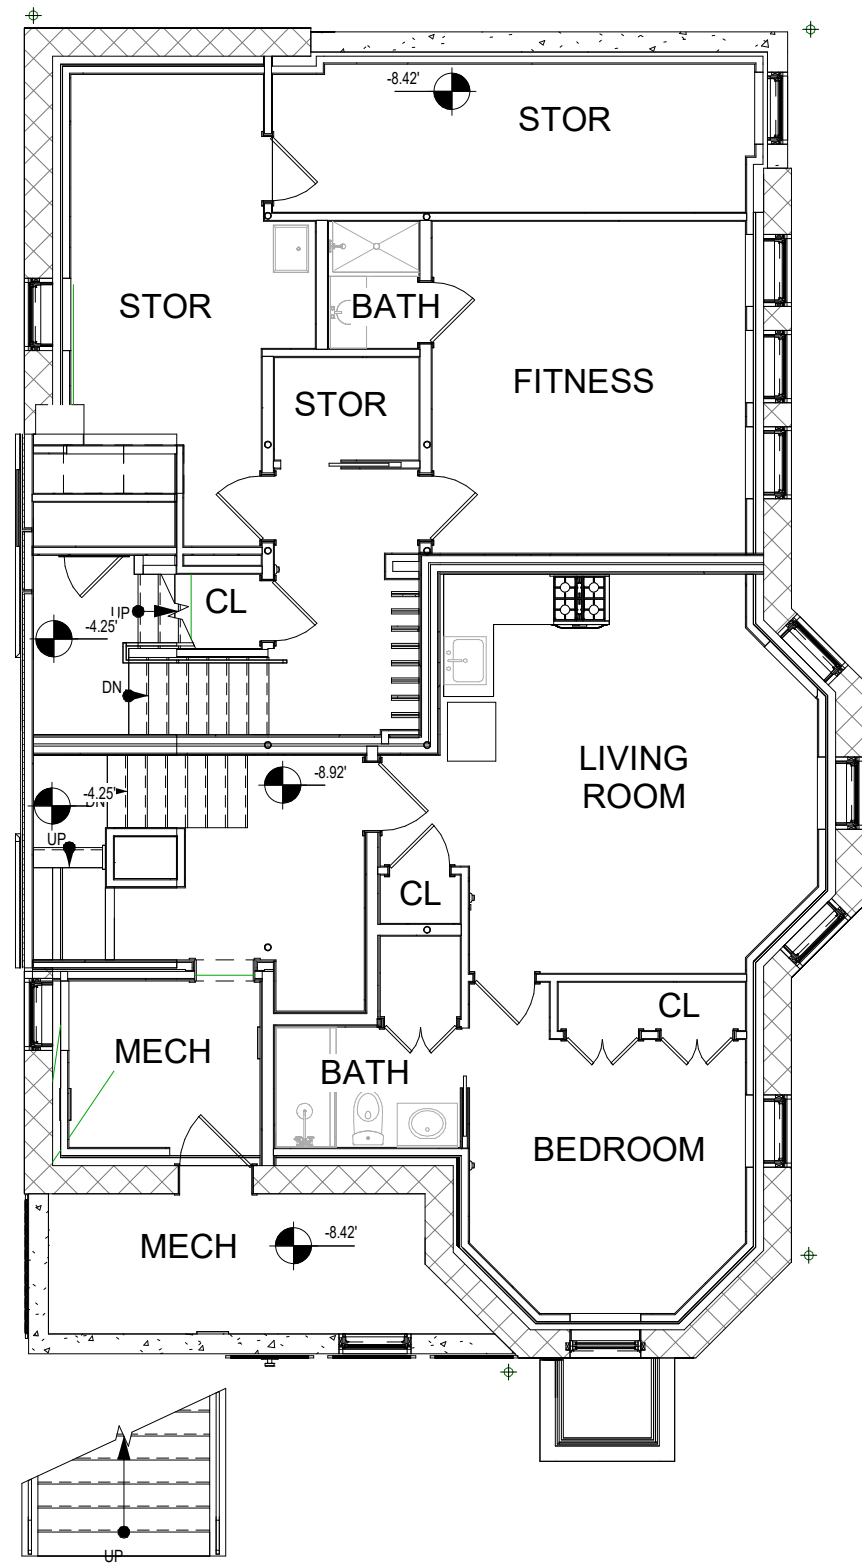 -8.42'
STOR
STOR
BATH
FITNESS
STOR
CL
UP
-4.25'
DN
LIVING
ROOM
-8.92'
-4.25'
DN
UP
CL
CL
MECH
BATH
BEDROOM
MECH
-8.42'
UP